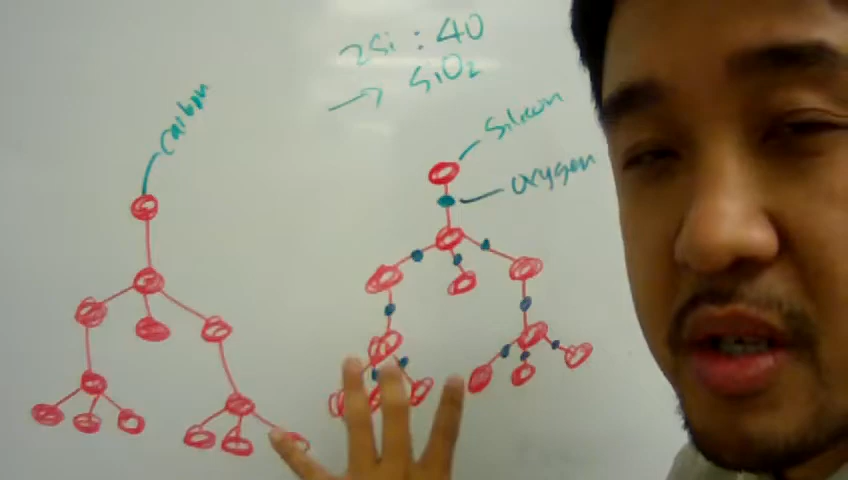 2Si : 4O
→ SiO2
carbon
silicon
oxygen